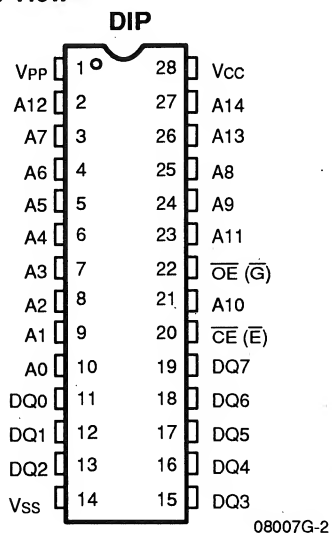 DIP
VPP 1 28 VCC
A12 2 27 A14
A7 3 26 A13
A6 4 25 A8
A5 5 24 A9
A4 6 23 A11
A3 7 22 O̅E̅ (G̅)
A2 8 21 A10
A1 9 20 C̅E̅ (E̅)
A0 10 19 DQ7
DQ0 11 18 DQ6
DQ1 12 17 DQ5
DQ2 13 16 DQ4
VSS 14 15 DQ3
08007G-2